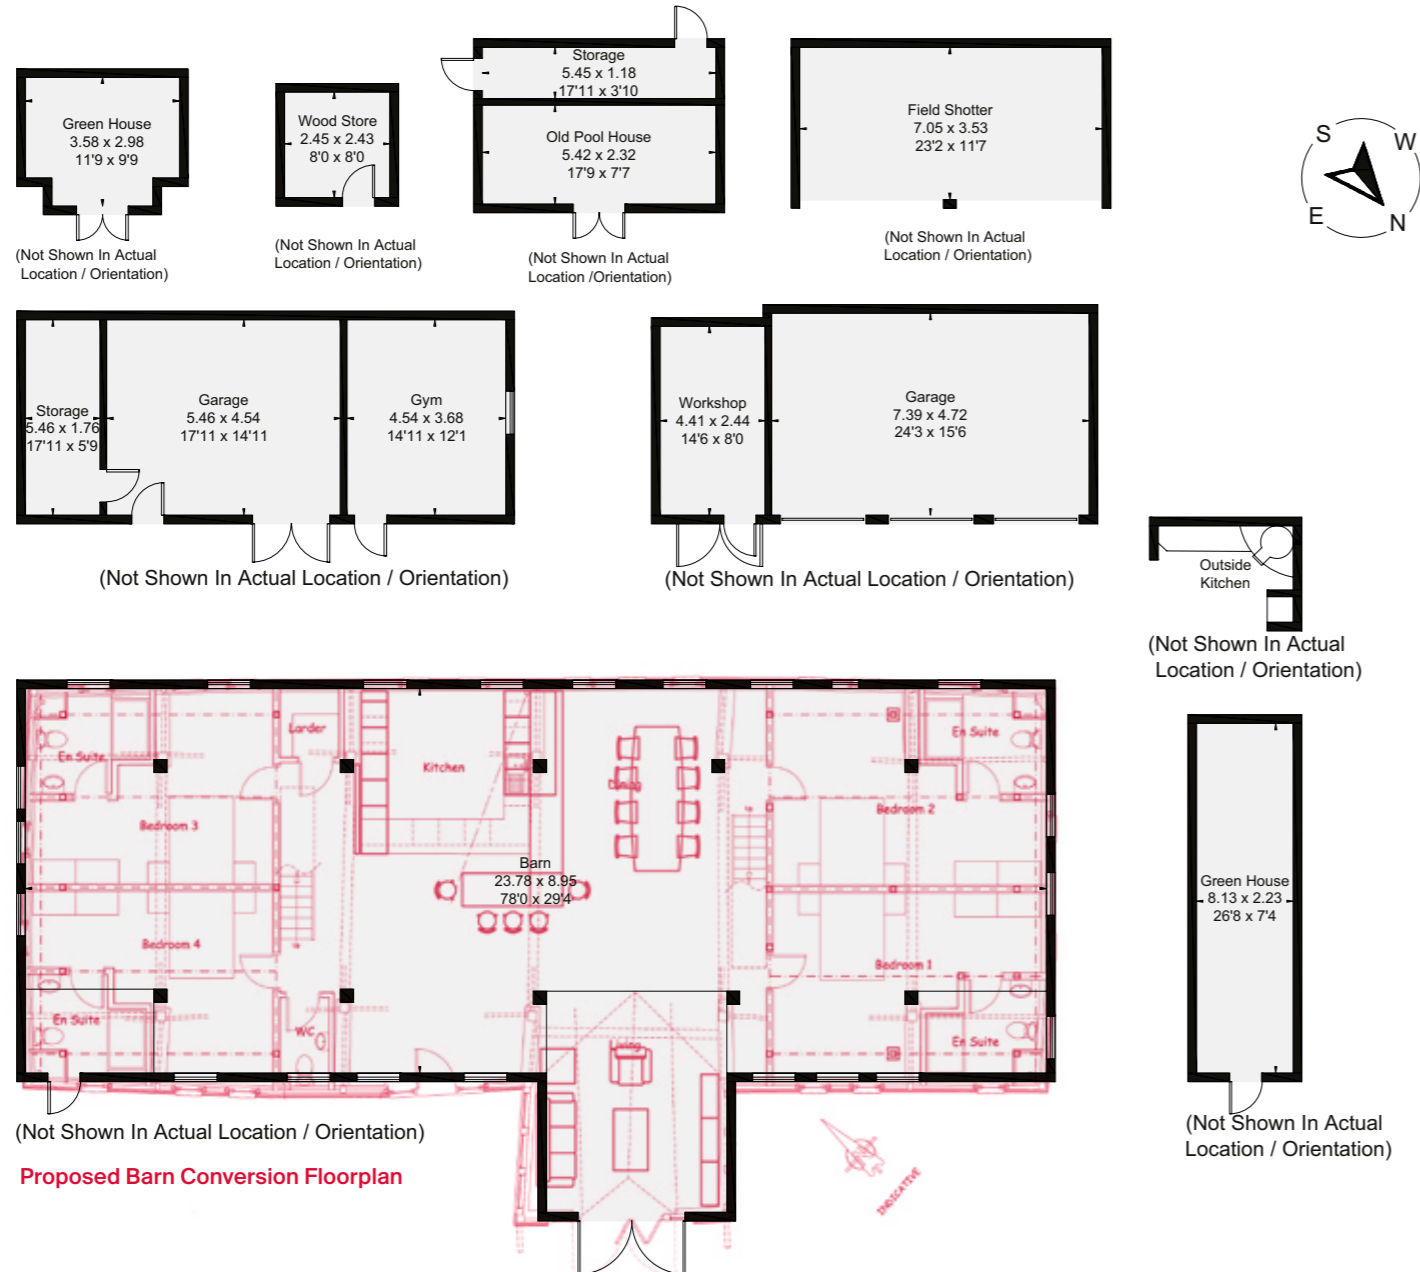 Green House
3.58 x 2.98
11'9 x 9'9
(Not Shown In Actual
Location / Orientation)
Wood Store
2.45 x 2.43
8'0 x 8'0
(Not Shown In Actual
Location / Orientation)
Storage
5.45 x 1.18
17'11 x 3'10
Old Pool House
5.42 x 2.32
17'9 x 7'7
(Not Shown In Actual
Location /Orientation)
Field Shotter
7.05 x 3.53
23'2 x 11'7
(Not Shown In Actual
Location / Orientation)
S
W
E
N
Storage
5.46 x 1.76
17'11 x 5'9
Garage
5.46 x 4.54
17'11 x 14'11
Gym
4.54 x 3.68
14'11 x 12'1
(Not Shown In Actual Location / Orientation)
Workshop
4.41 x 2.44
14'6 x 8'0
Garage
7.39 x 4.72
24'3 x 15'6
(Not Shown In Actual Location / Orientation)
Outside
Kitchen
(Not Shown In Actual
Location / Orientation)
En Suite
Larder
Kitchen
Dining
En Suite
Bedroom 3
Bedroom 2
Barn
23.78 x 8.95
78'0 x 29'4
Bedroom 4
Bedroom 1
En Suite
WC
Living
En Suite
(Not Shown In Actual Location / Orientation)
Proposed Barn Conversion Floorplan
INDICATIVE
Green House
8.13 x 2.23
26'8 x 7'4
(Not Shown In Actual
Location / Orientation)